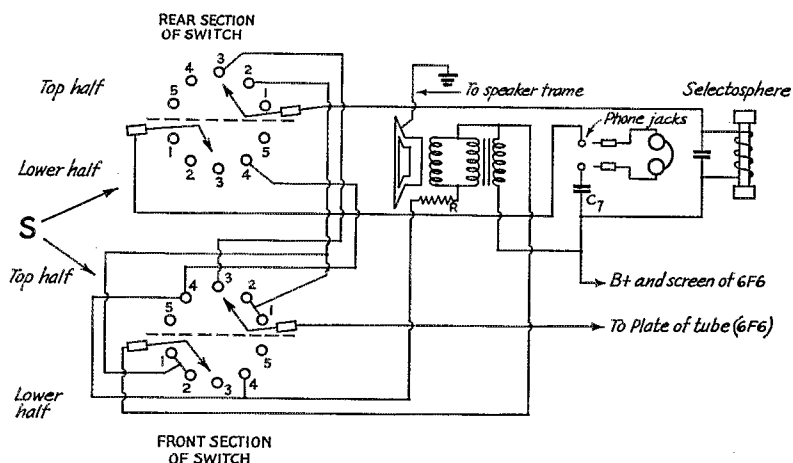 REAR SECTION
OF SWITCH
3
4
2
Top half
5
1
To speaker frame
Selectosphere
Phone jacks
1
5
Lower half
2
3
4
R
C7
S
Top half
3
4
2
B+ and screen of 6F6
5
1
To Plate of tube (6F6)
1
5
2
3
4
Lower
half
FRONT SECTION
OF SWITCH